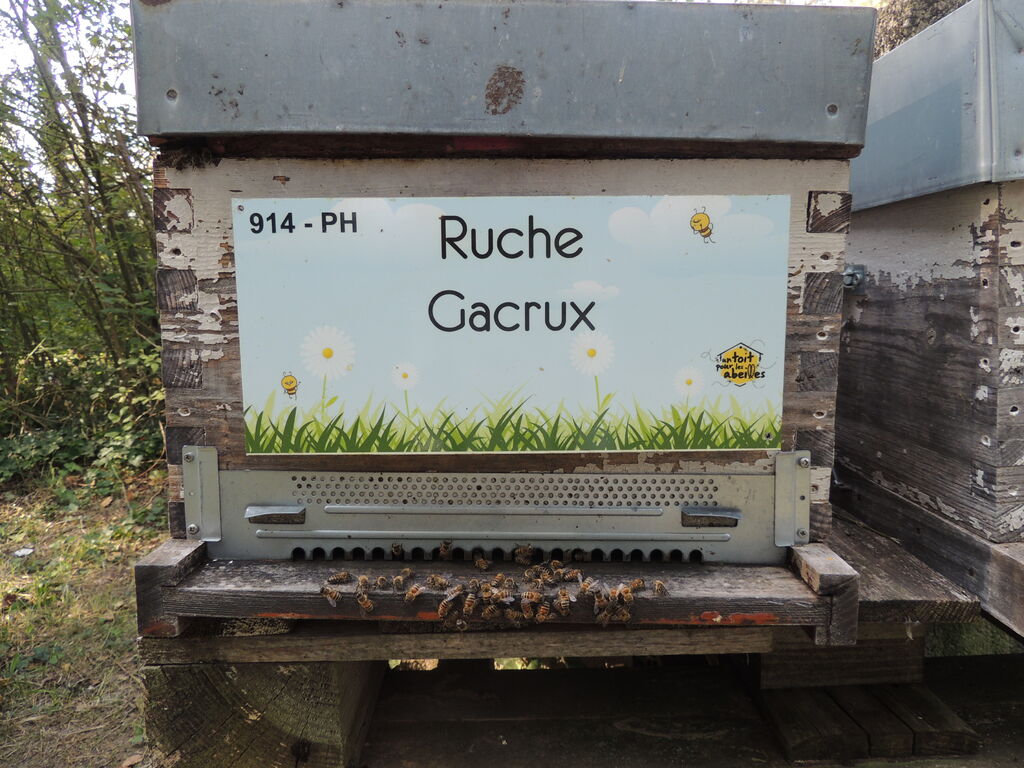 914 - PH
Ruche
Gacrux
un toit
pour les
abeilles